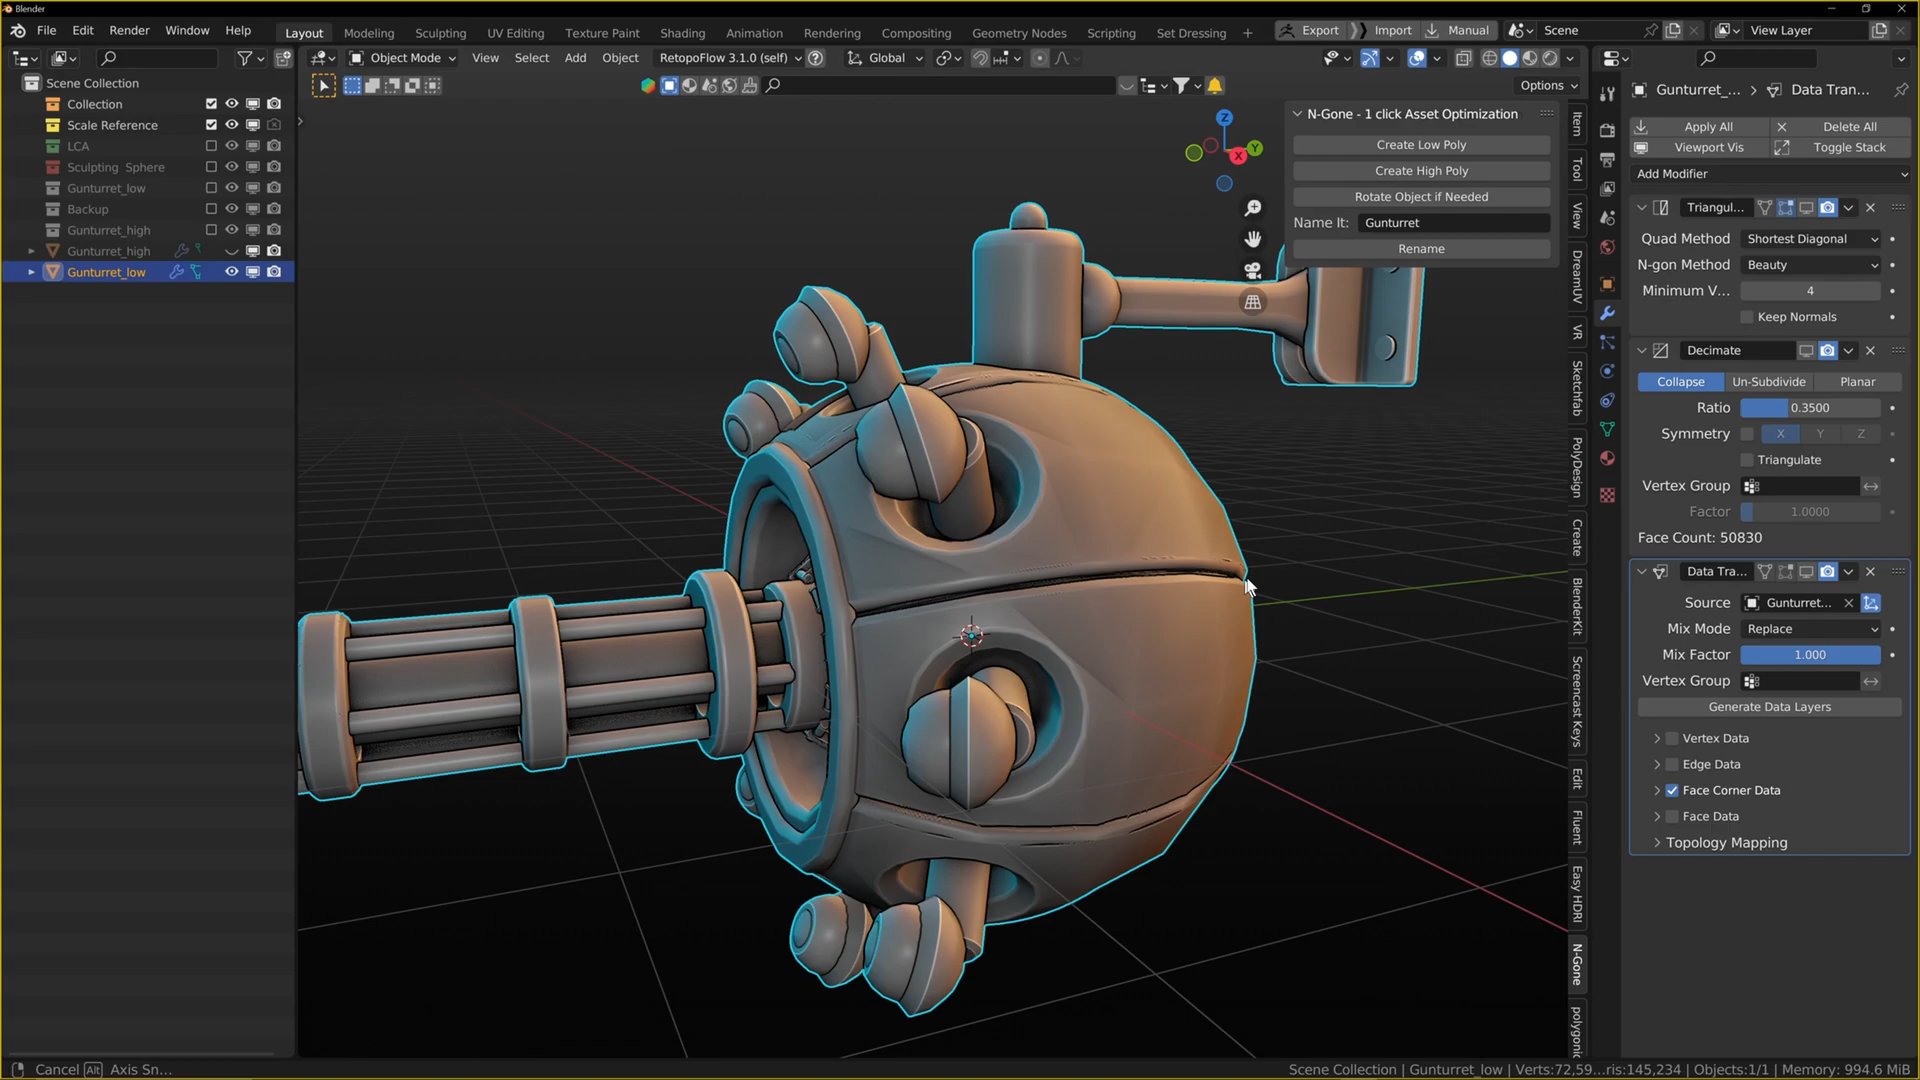 Blender
File Edit Render Window Help
Layout Modeling Sculpting UV Editing Texture Paint Shading Animation Rendering Compositing Geometry Nodes Scripting Set Dressing +
Export Import Manual Scene View Layer
Object Mode View Select Add Object RetopoFlow 3.1.0 (self) Global
Options
Scene Collection
Collection
Scale Reference
LCA
Sculpting Sphere
Gunturret_low
Backup
Gunturret_high
Gunturret_high
Gunturret_low
N-Gone - 1 click Asset Optimization
Create Low Poly
Create High Poly
Rotate Object if Needed
Name It: Gunturret
Rename
Z
Y
X
Item
Tool
View
DreamUV
VR
Sketchfab
PolyDesign
Create
BlenderKit
Screencast Keys
Edit
Fluent
Easy HDRI
N-Gone
polygoni
Gunturret_... > Data Tran...
Apply All Delete All
Viewport Vis Toggle Stack
Add Modifier
Triangul...
Quad Method Shortest Diagonal
N-gon Method Beauty
Minimum V... 4
Keep Normals
Decimate
Collapse Un-Subdivide Planar
Ratio 0.3500
Symmetry X Y Z
Triangulate
Vertex Group
Factor 1.0000
Face Count: 50830
Data Tra...
Source Gunturret...
Mix Mode Replace
Mix Factor 1.000
Vertex Group
Generate Data Layers
Vertex Data
Edge Data
Face Corner Data
Face Data
Topology Mapping
Cancel Alt Axis Sn...
Scene Collection | Gunturret_low | Verts:72,59...ris:145,234 | Objects:1/1 | Memory: 994.6 MiB